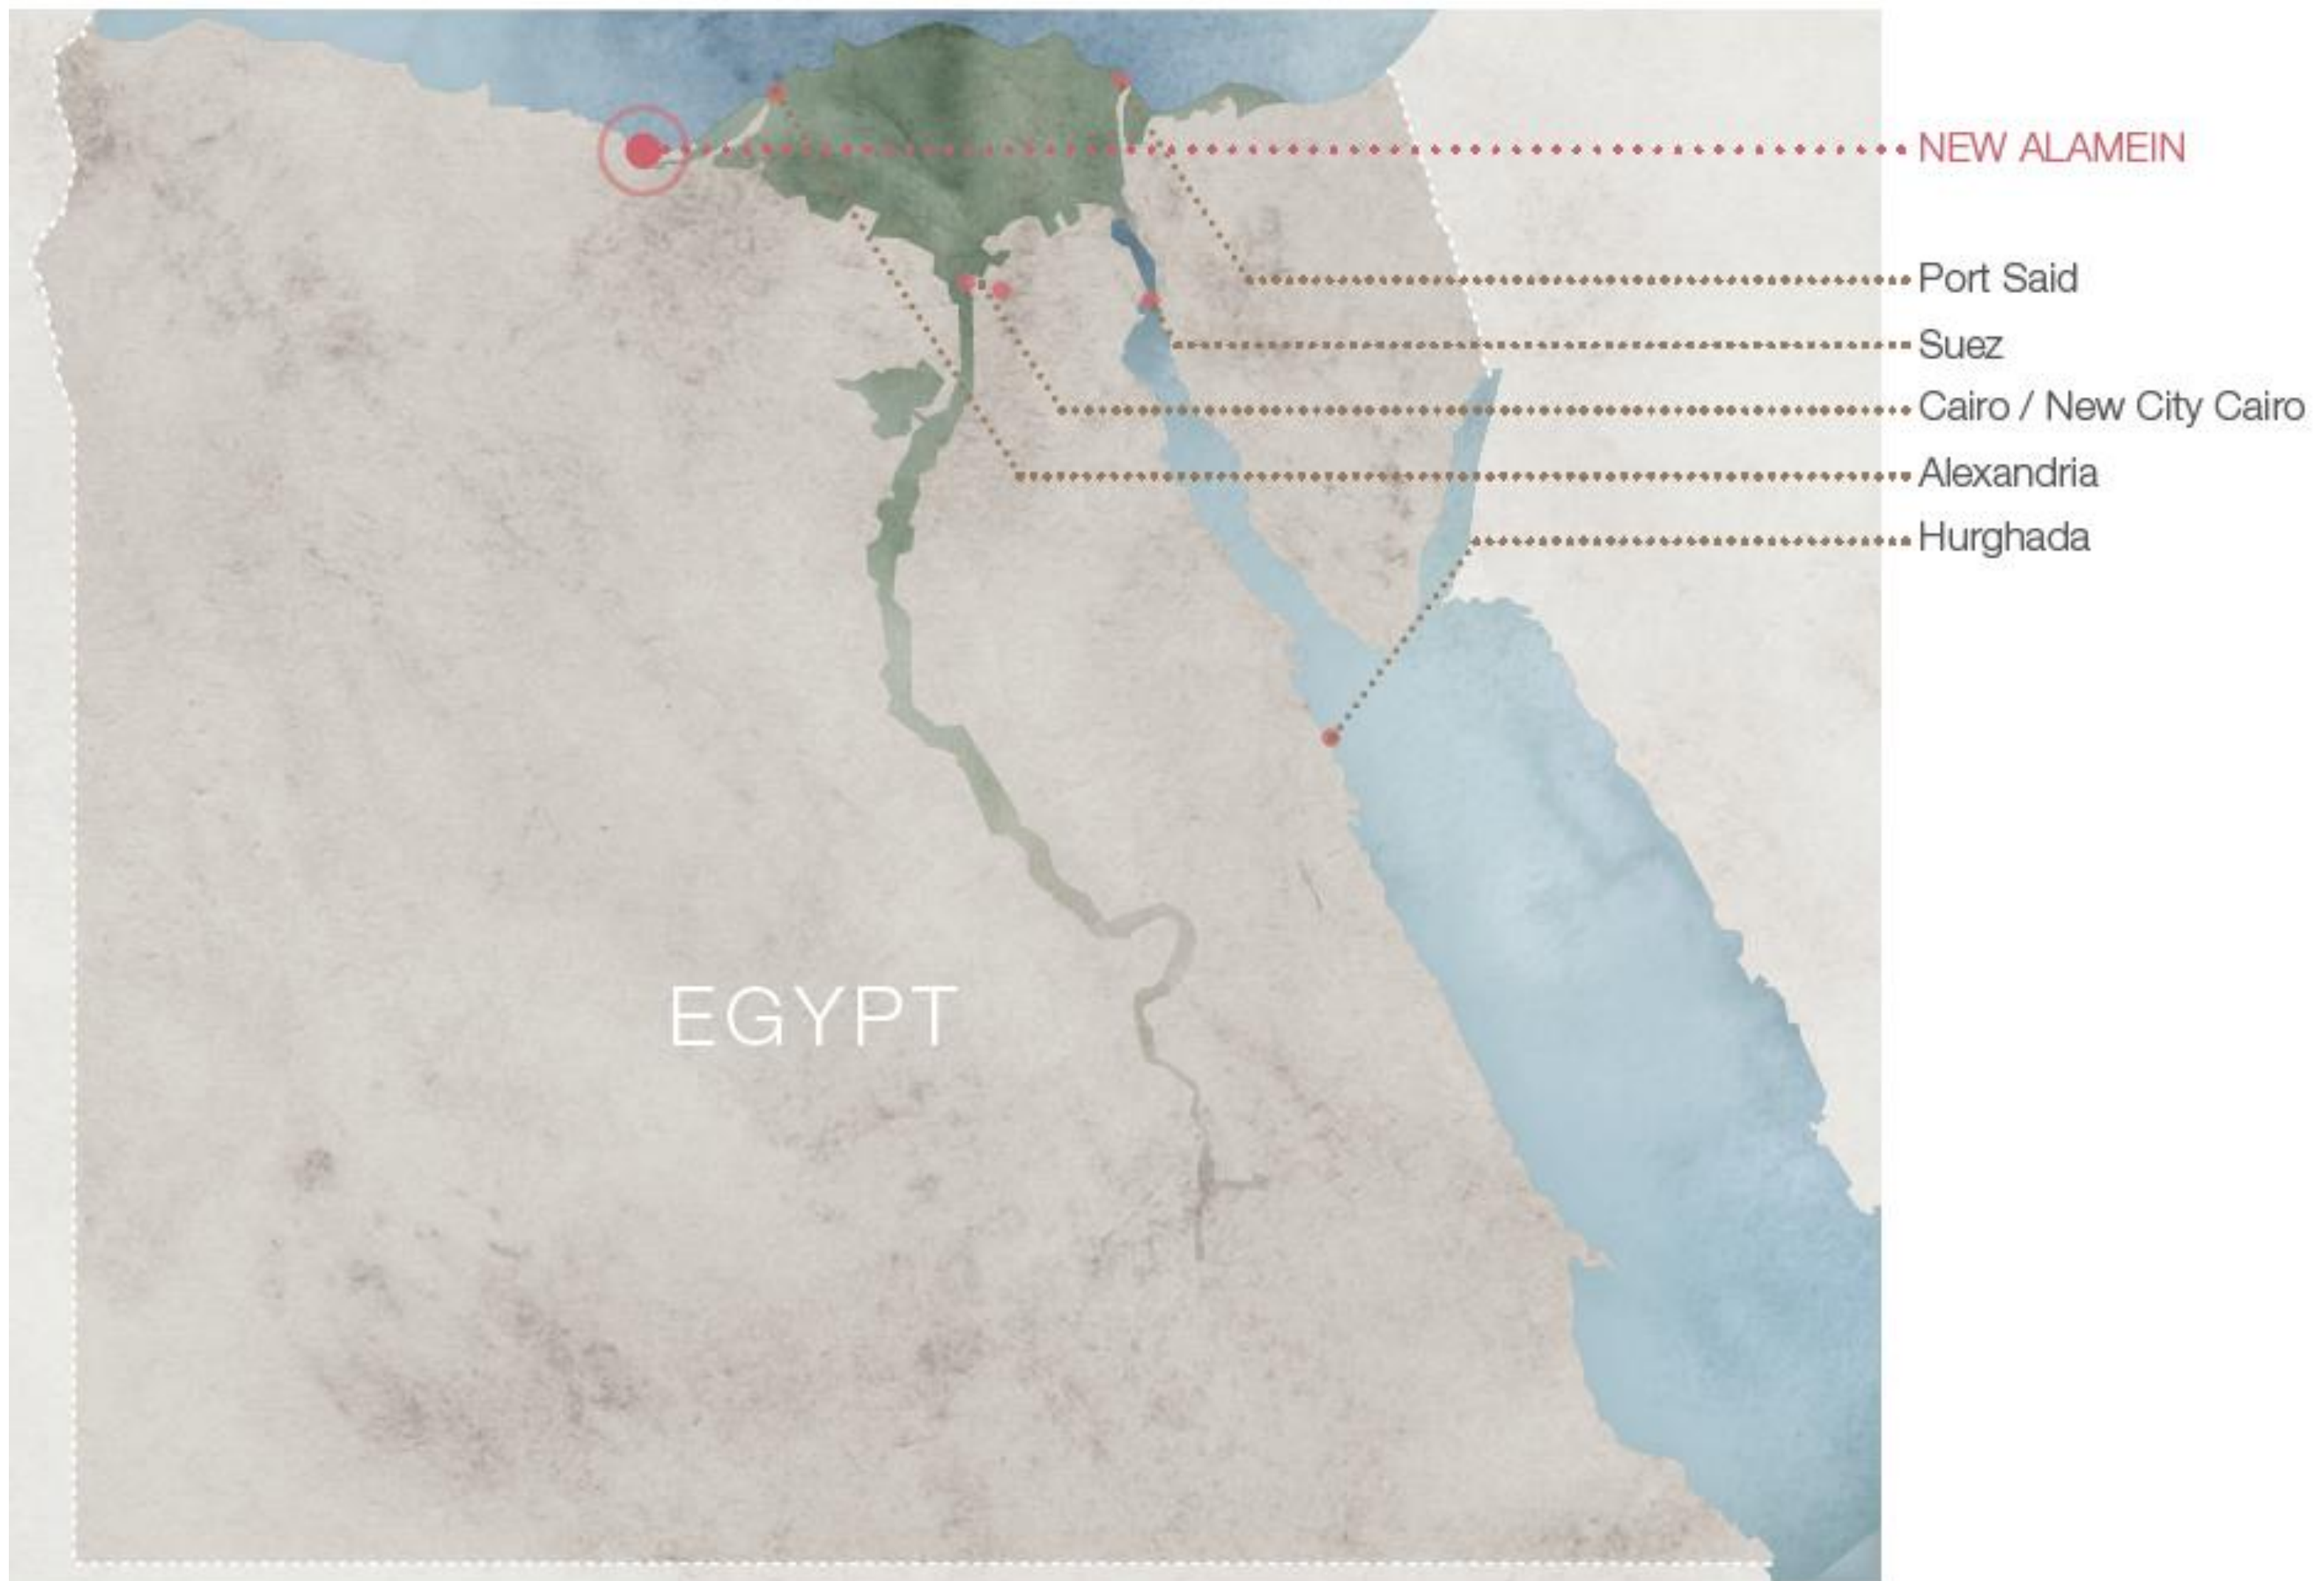 NEW ALAMEIN
Port Said
Suez
Cairo / New City Cairo
Alexandria
Hurghada
EGYPT